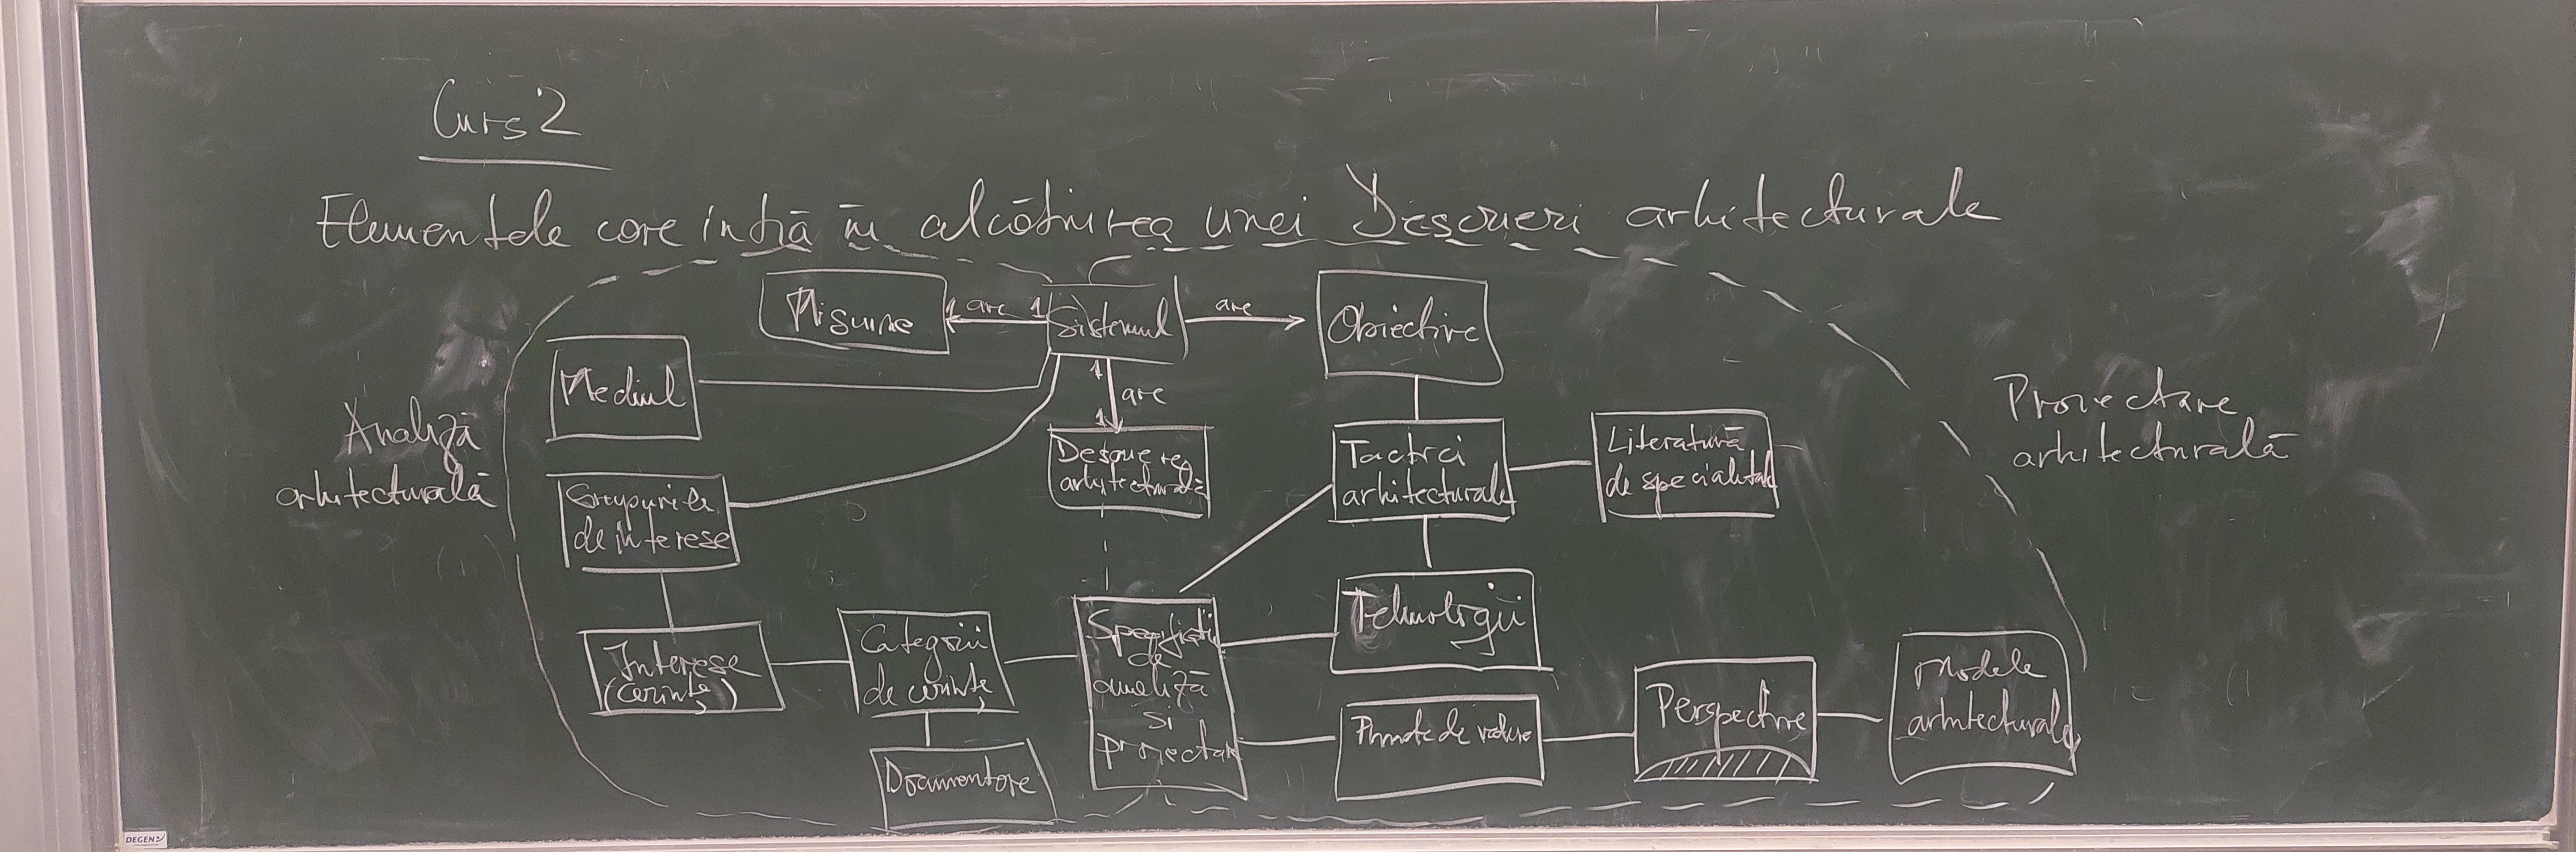 Curs 2
Elementele care intră în alcătuirea unei Descrieri arhitecturale
Misiune
are 1
Sistemul
are
Obiective
Mediul
1
are
1
Analiză
arhitecturală
Proiectare
arhitecturală
Descrierea
arhitecturală
Tactici
arhitecturale
Literatură
de specialitate
Grupurile
de interese
Tehnologii
Interese
(Cerințe)
Categorii
de cerințe
Specificații
de
analiză
si
proiectare
Modele
arhitecturale
Perspective
Puncte de vedere
Documentare
DEGEN